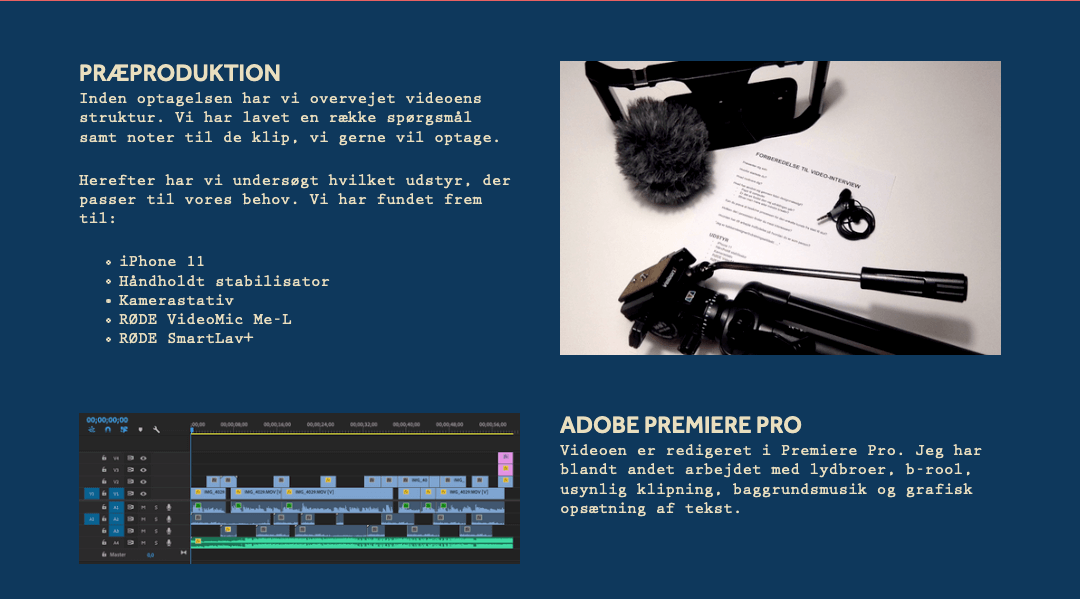 PRÆPRODUKTION
Inden optagelsen har vi overvejet videoens
struktur. Vi har lavet en række spørgsmål
samt noter til de klip, vi gerne vil optage.
Herefter har vi undersøgt hvilket udstyr, der
passer til vores behov. Vi har fundet frem
til:
iPhone 11
Håndholdt stabilisator
Kamerastativ
RØDE VideoMic Me-L
RØDE SmartLav+
FORBEREDELSE TIL VIDEO-INTERVIEW
UDSTYR
00;00;00;00
Master
ADOBE PREMIERE PRO
Videoen er redigeret i Premiere Pro. Jeg har
blandt andet arbejdet med lydbroer, b-rool,
usynlig klipning, baggrundsmusik og grafisk
opsætning af tekst.